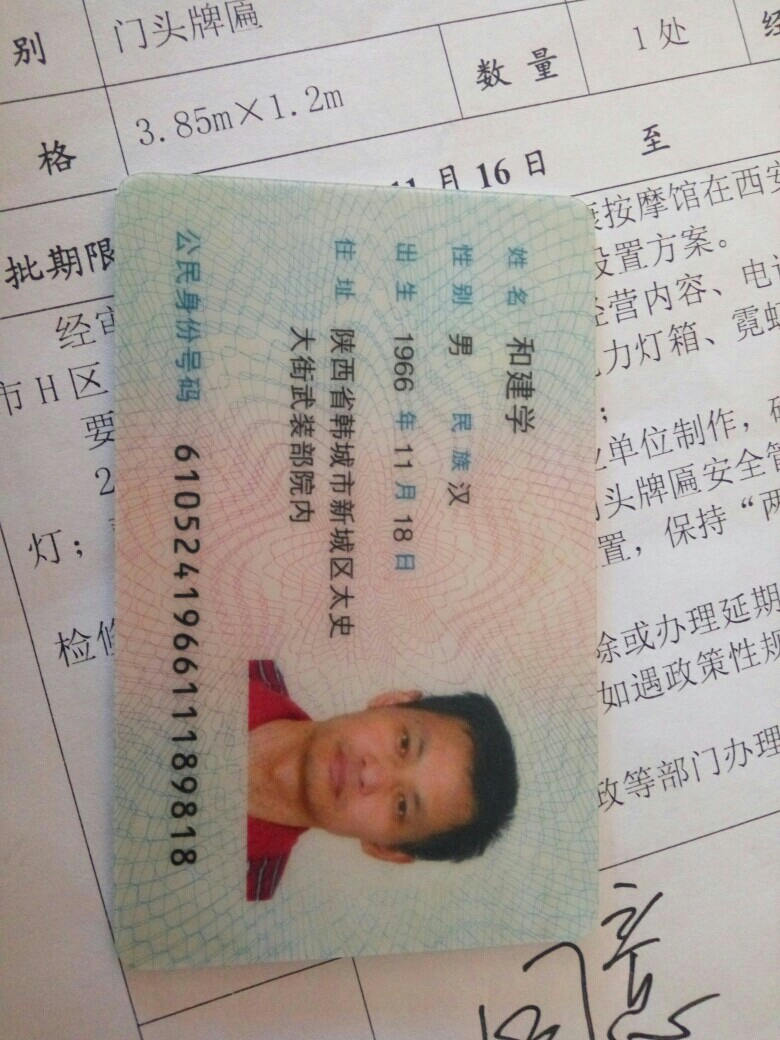 别 门头牌匾 数量 1处 经
格 3.85m×1.2m
月16日 至
批期限
按摩馆在西安
设置方案。
经营内容、电话
市H区 力灯箱、霓虹
要
单位制作，
2 头牌匾安全管
灯； 置，保持“两
检修 除或办理延期
如遇政策性规
政等部门办理
同意
姓名 和建学
性别 男 民族 汉
出生 1966 年 11 月 18 日
住址 陕西省韩城市新城区太史
大街武装部院内
公民身份号码 610524196611189818